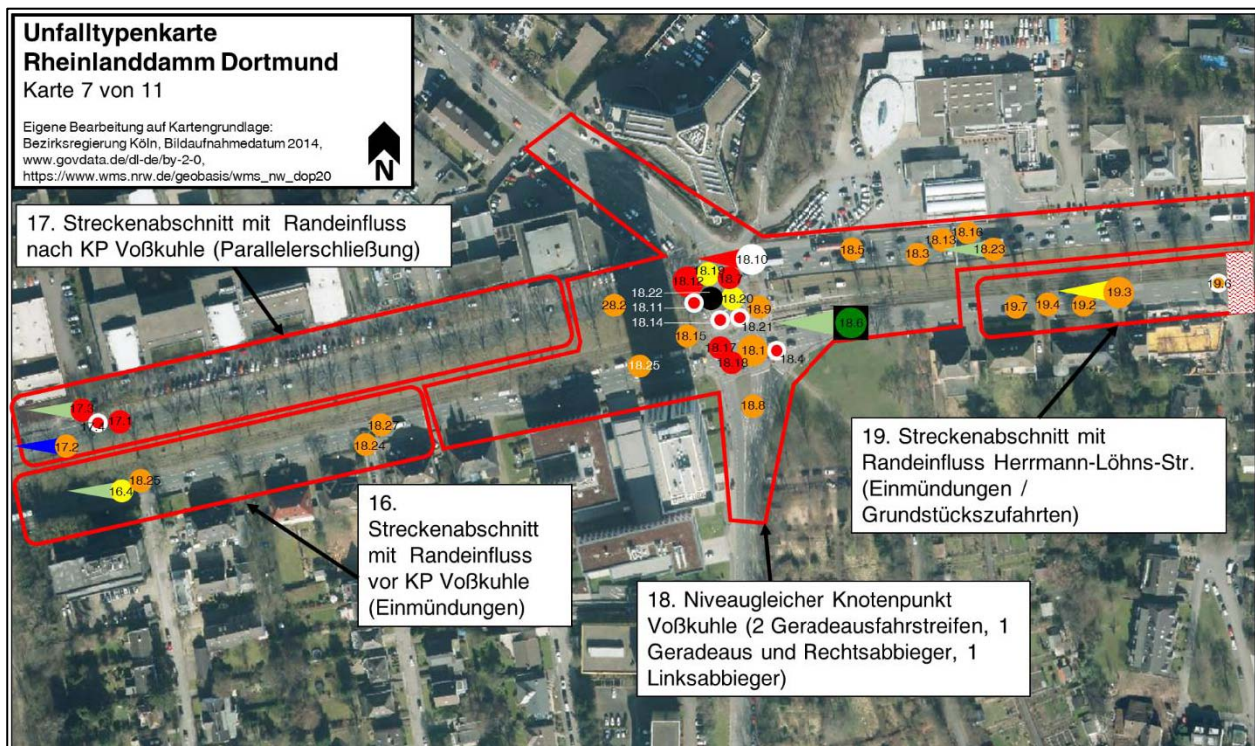 Unfalltypenkarte
Rheinlanddamm Dortmund
Karte 7 von 11
Eigene Bearbeitung auf Kartengrundlage:
Bezirksregierung Köln, Bildaufnahmedatum 2014,
www.govdata.de/dl-de/by-2-0,
https://www.wms.nrw.de/geobasis/wms_nw_dop20
N
17. Streckenabschnitt mit Randeinfluss
nach KP Voßkuhle (Parallelerschließung)
18.10
18.19
18.12
18.7
18.22
18.20
18.11
18.9
18.14
18.21
18.15
18.17
18.1
18.18
18.4
18.8
28.2
18.25
18.5
18.3
18.13
18.16
18.23
18.6
19.7
19.4
19.2
19.3
19.6
17.3
17.1
17.2
18.27
18.24
18.25
16.4
16.
Streckenabschnitt
mit Randeinfluss
vor KP Voßkuhle
(Einmündungen)
18. Niveaugleicher Knotenpunkt
Voßkuhle (2 Geradeausfahrstreifen, 1
Geradeaus und Rechtsabbieger, 1
Linksabbieger)
19. Streckenabschnitt mit
Randeinfluss Herrmann-Löhns-Str.
(Einmündungen /
Grundstückszufahrten)